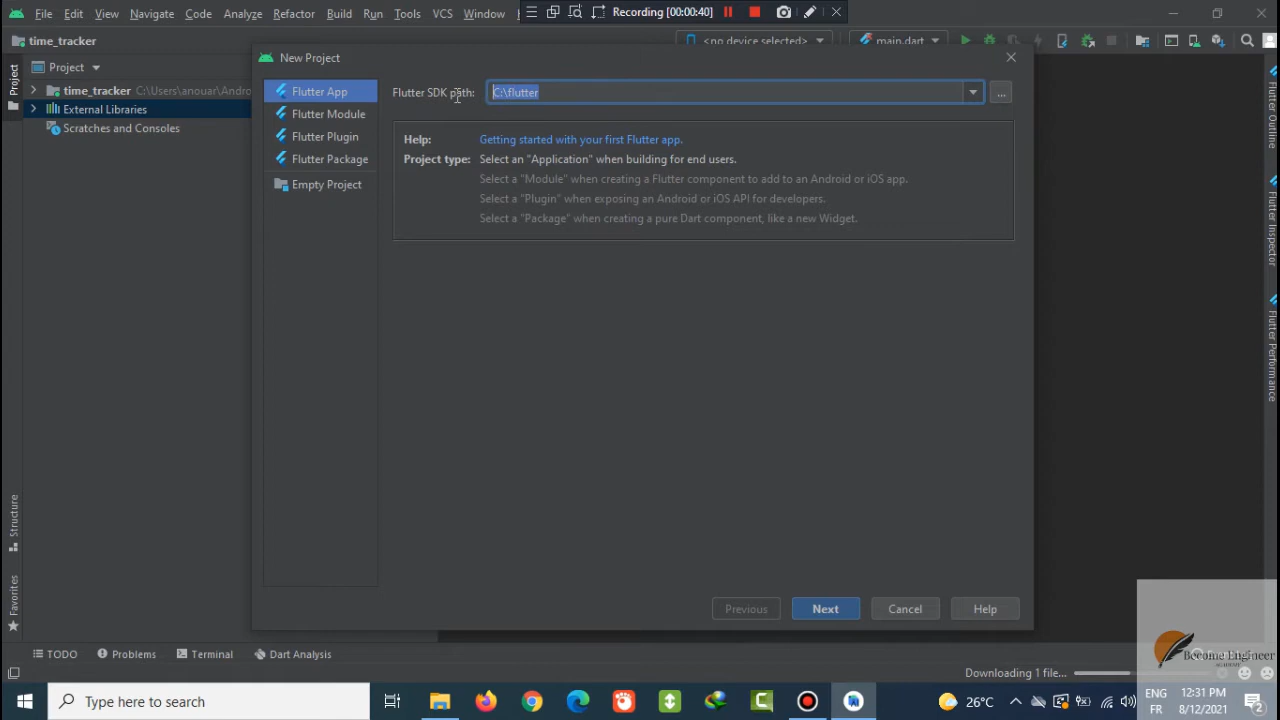 File Edit View Navigate Code Analyze Refactor Build Run Tools VCS Window
Recording [00:00:40]
time_tracker
<no device selected>
main.dart
Project
Project
time_tracker C:\Users\anouar\Andro
External Libraries
Scratches and Consoles
Structure
Favorites
New Project
Flutter App
Flutter Module
Flutter Plugin
Flutter Package
Empty Project
Flutter SDK path:
C:\flutter
...
Help: Getting started with your first Flutter app.
Project type: Select an "Application" when building for end users.
Select a "Module" when creating a Flutter component to add to an Android or iOS app.
Select a "Plugin" when exposing an Android or iOS API for developers.
Select a "Package" when creating a pure Dart component, like a new Widget.
Previous Next Cancel Help
Flutter Outline
Flutter Inspector
Flutter Performance
TODO Problems Terminal Dart Analysis
Downloading 1 file...
BecomeEngineer
Type here to search
26°C
ENG
FR
12:31 PM
8/12/2021
2